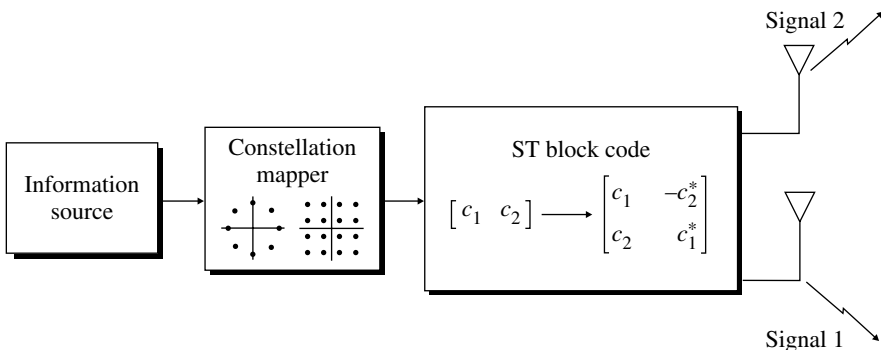 Signal 2
Information
source
Constellation
mapper
ST block code
[ c₁ c₂ ] → [ c₁ −c₂* ]
[ c₂ c₁* ]
Signal 1